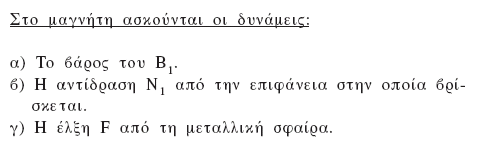 Στο μαγνήτη ασκούνται οι δυνάμεις:
α) Το βάρος του Β₁.
β) Η αντίδραση Ν₁ από την επιφάνεια στην οποία βρί-
σκεται.
γ) Η έλξη F από τη μεταλλική σφαίρα.